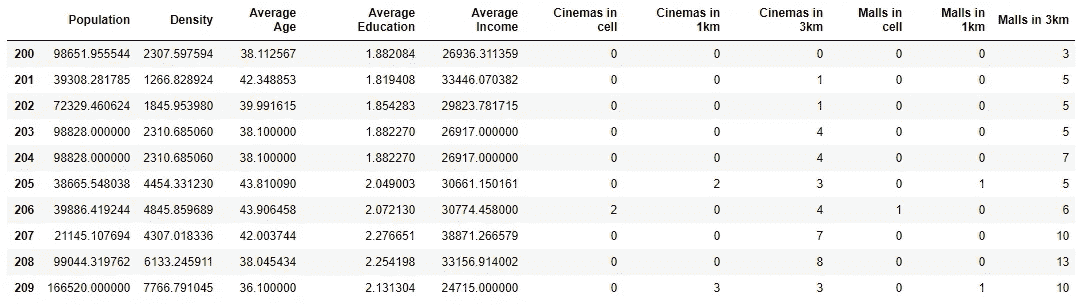 Population Density Average Age Average Education Average Income Cinemas in cell Cinemas in 1km Cinemas in 3km Malls in cell Malls in 1km Malls in 3km
200 98651.955544 2307.597594 38.112567 1.882084 26936.311359 0 0 0 0 0 3
201 39308.281785 1266.828924 42.348853 1.819408 33446.070382 0 0 1 0 0 5
202 72329.460624 1845.953980 39.991615 1.854283 29823.781715 0 0 1 0 0 5
203 98828.000000 2310.685060 38.100000 1.882270 26917.000000 0 0 4 0 0 5
204 98828.000000 2310.685060 38.100000 1.882270 26917.000000 0 0 4 0 0 7
205 38665.548038 4454.331230 43.810090 2.049003 30661.150161 0 2 3 0 1 5
206 39886.419244 4845.859689 43.906458 2.072130 30774.458000 2 0 4 1 0 6
207 21145.107694 4307.018336 42.003744 2.276651 38871.266579 0 0 7 0 0 10
208 99044.319762 6133.245911 38.045434 2.254198 33156.914002 0 0 8 0 0 13
209 166520.000000 7766.791045 36.100000 2.131304 24715.000000 0 3 3 0 1 10